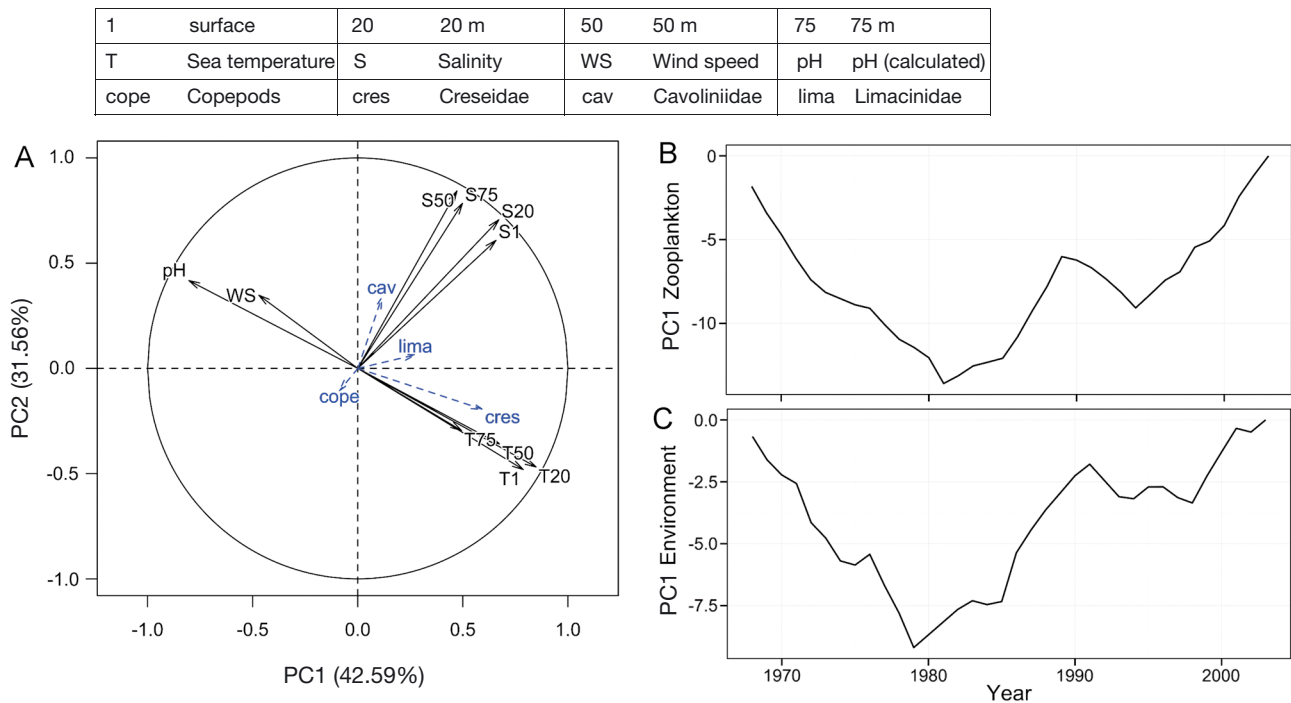 1 surface 20 20 m 50 50 m 75 75 m
T Sea temperature S Salinity WS Wind speed pH pH (calculated)
cope Copepods cres Creseidae cav Cavoliniidae lima Limacinidae
A
1.0
0.5
0.0
-0.5
-1.0
PC2 (31.56%)
S50 S75
S20
S1
pH
WS
cav
lima
cope
cres
T75
T50
T1 T20
-1.0 -0.5 0.0 0.5 1.0
PC1 (42.59%)
B
0
-5
-10
PC1 Zooplankton
C
0.0
-2.5
-5.0
-7.5
PC1 Environment
1970 1980 1990 2000
Year